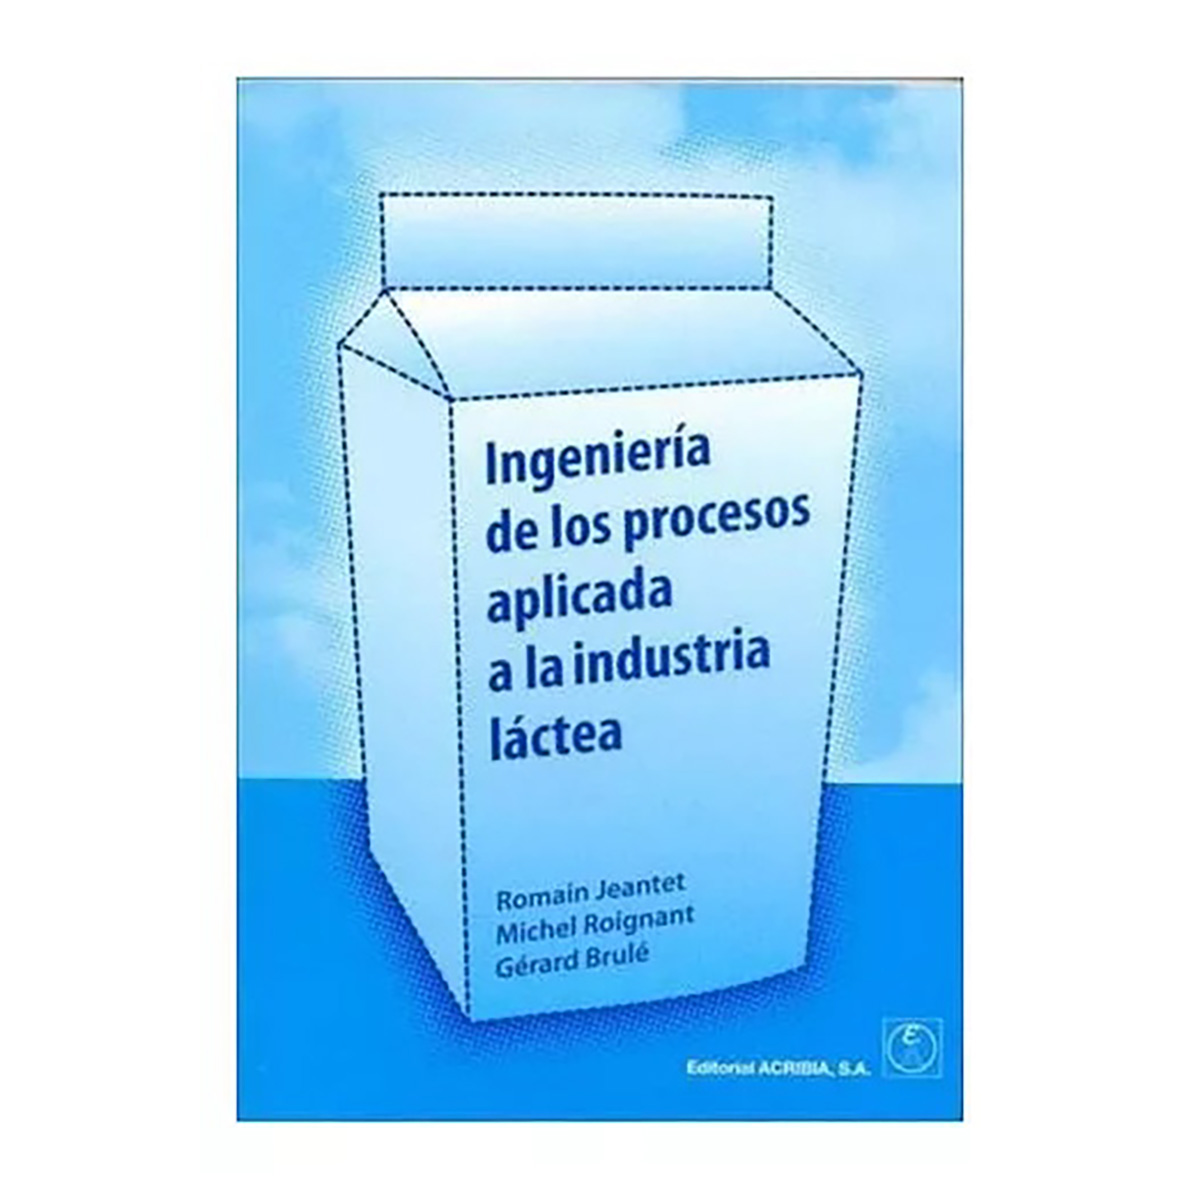 Ingeniería
de los procesos
aplicada
a la industria
láctea
Romain Jeantet
Michel Roignant
Gérard Brulé
Editorial ACRIBIA, S.A.